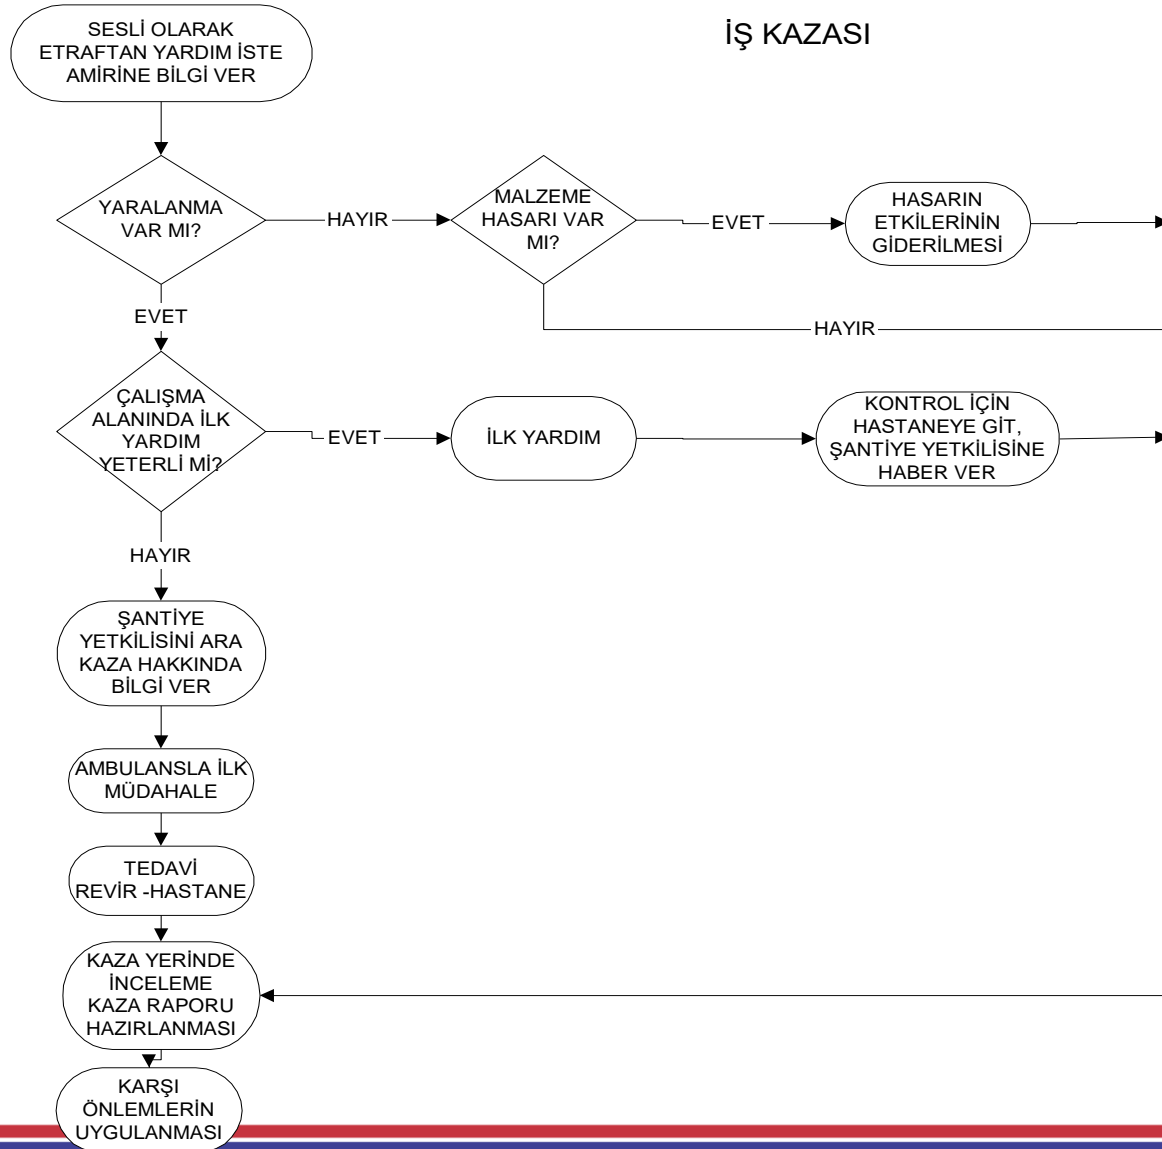 İŞ KAZASI
SESLİ OLARAK
ETRAFTAN YARDIM İSTE
AMİRİNE BİLGİ VER
YARALANMA
VAR MI?
HAYIR
MALZEME
HASARI VAR
MI?
EVET
HASARIN
ETKİLERİNİN
GİDERİLMESİ
EVET
HAYIR
ÇALIŞMA
ALANINDA İLK
YARDIM
YETERLİ Mİ?
EVET
İLK YARDIM
KONTROL İÇİN
HASTANEYE GİT,
ŞANTİYE YETKİLİSİNE
HABER VER
HAYIR
ŞANTİYE
YETKİLİSİNİ ARA
KAZA HAKKINDA
BİLGİ VER
AMBULANSLA İLK
MÜDAHALE
TEDAVİ
REVİR -HASTANE
KAZA YERİNDE
İNCELEME
KAZA RAPORU
HAZIRLANMASI
KARŞI
ÖNLEMLERİN
UYGULANMASI